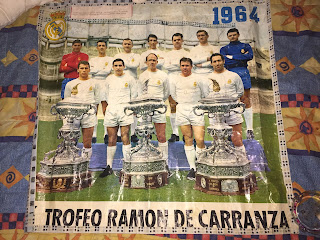 1964
TROFEO RAMON DE CARRANZA